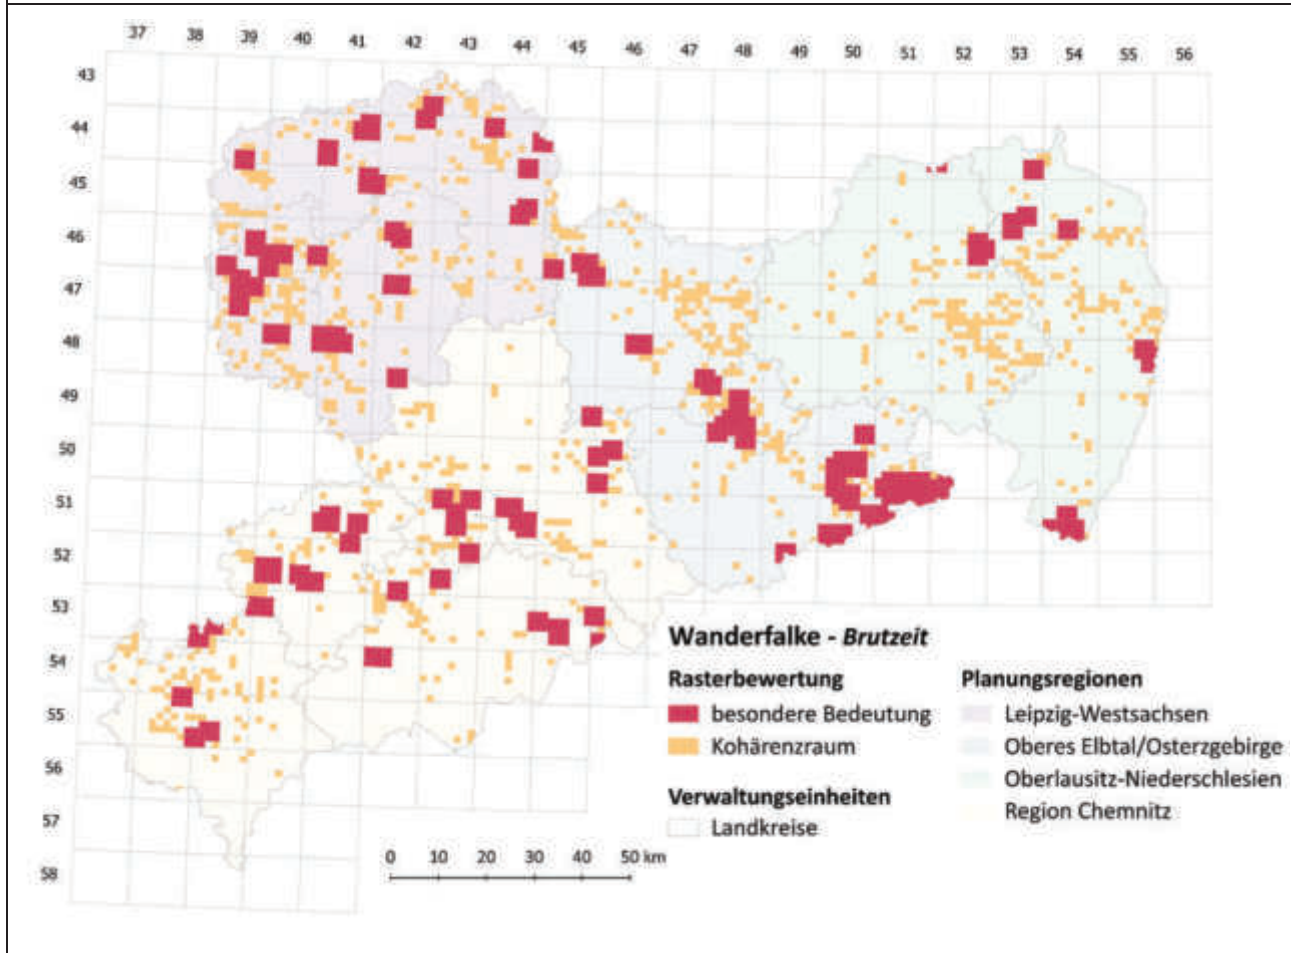 37 38 39 40 41 42 43 44 45 46 47 48 49 50 51 52 53 54 55 56
43
44
45
46
47
48
49
50
51
52
53
54
55
56
57
58
Wanderfalke - Brutzeit
Rasterbewertung
besondere Bedeutung
Kohärenzraum
Verwaltungseinheiten
Landkreise
Planungsregionen
Leipzig-Westsachsen
Oberes Elbtal/Osterzgebirge
Oberlausitz-Niederschlesien
Region Chemnitz
0 10 20 30 40 50 km